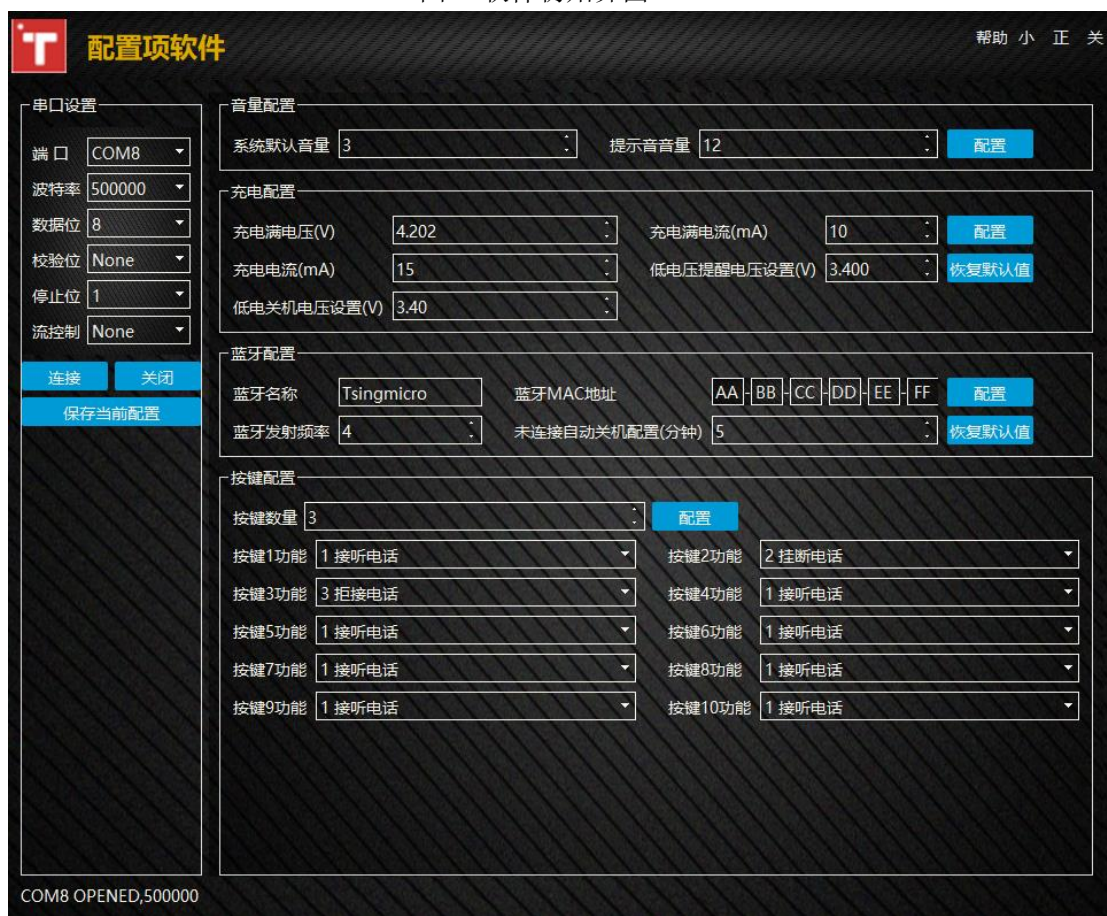 配置项软件
帮助 小 正 关
串口设置
端 口 COM8
波特率 500000
数据位 8
校验位 None
停止位 1
流控制 None
连接 关闭
保存当前配置
音量配置
系统默认音量 3 提示音音量 12 配置
充电配置
充电满电压(V) 4.202 充电满电流(mA) 10 配置
充电电流(mA) 15 低电压提醒电压设置(V) 3.400 恢复默认值
低电关机电压设置(V) 3.40
蓝牙配置
蓝牙名称 Tsingmicro 蓝牙MAC地址 AA-BB-CC-DD-EE-FF 配置
蓝牙发射频率 4 未连接自动关机配置(分钟) 5 恢复默认值
按键配置
按键数量 3 配置
按键1功能 1 接听电话 按键2功能 2 挂断电话
按键3功能 3 拒接电话 按键4功能 1 接听电话
按键5功能 1 接听电话 按键6功能 1 接听电话
按键7功能 1 接听电话 按键8功能 1 接听电话
按键9功能 1 接听电话 按键10功能 1 接听电话
COM8 OPENED,500000